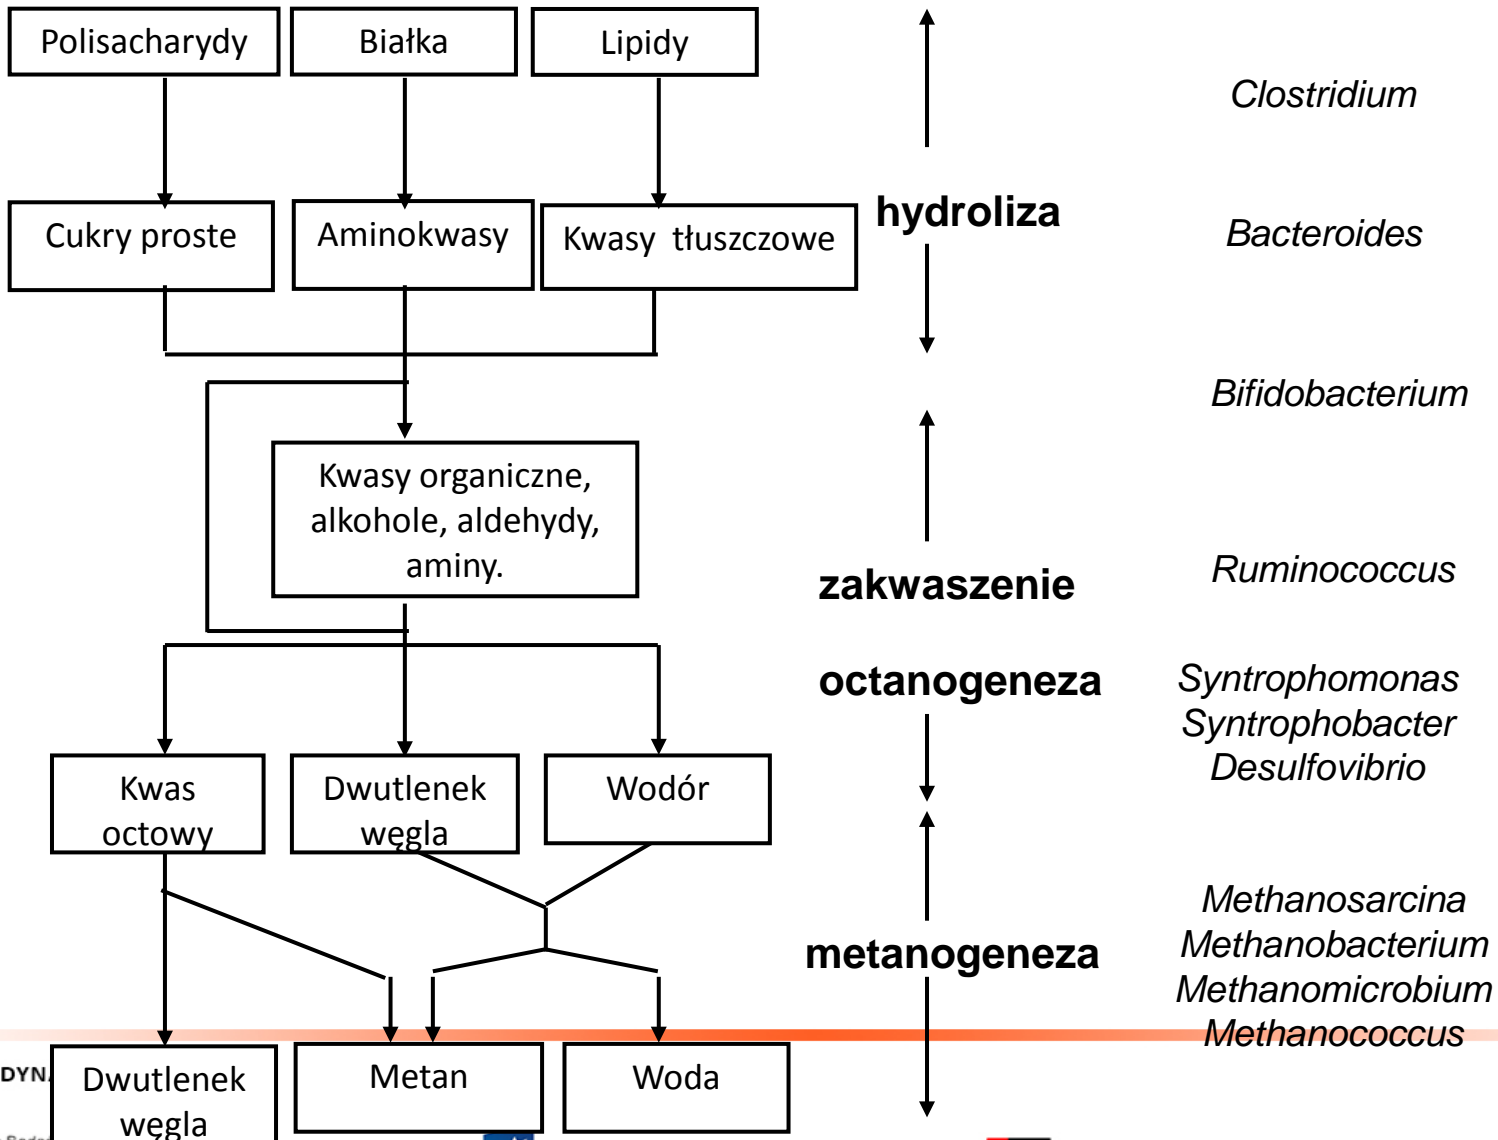 Polisacharydy
Białka
Lipidy
Clostridium
Cukry proste
Aminokwasy
Kwasy tłuszczowe
hydroliza
Bacteroides
Bifidobacterium
Kwasy organiczne,
alkohole, aldehydy,
aminy.
zakwaszenie
Ruminococcus
octanogeneza
Syntrophomonas
Syntrophobacter
Desulfovibrio
Kwas
octowy
Dwutlenek
węgla
Wodór
metanogeneza
Methanosarcina
Methanobacterium
Methanomicrobium
Methanococcus
Dwutlenek
węgla
Metan
Woda